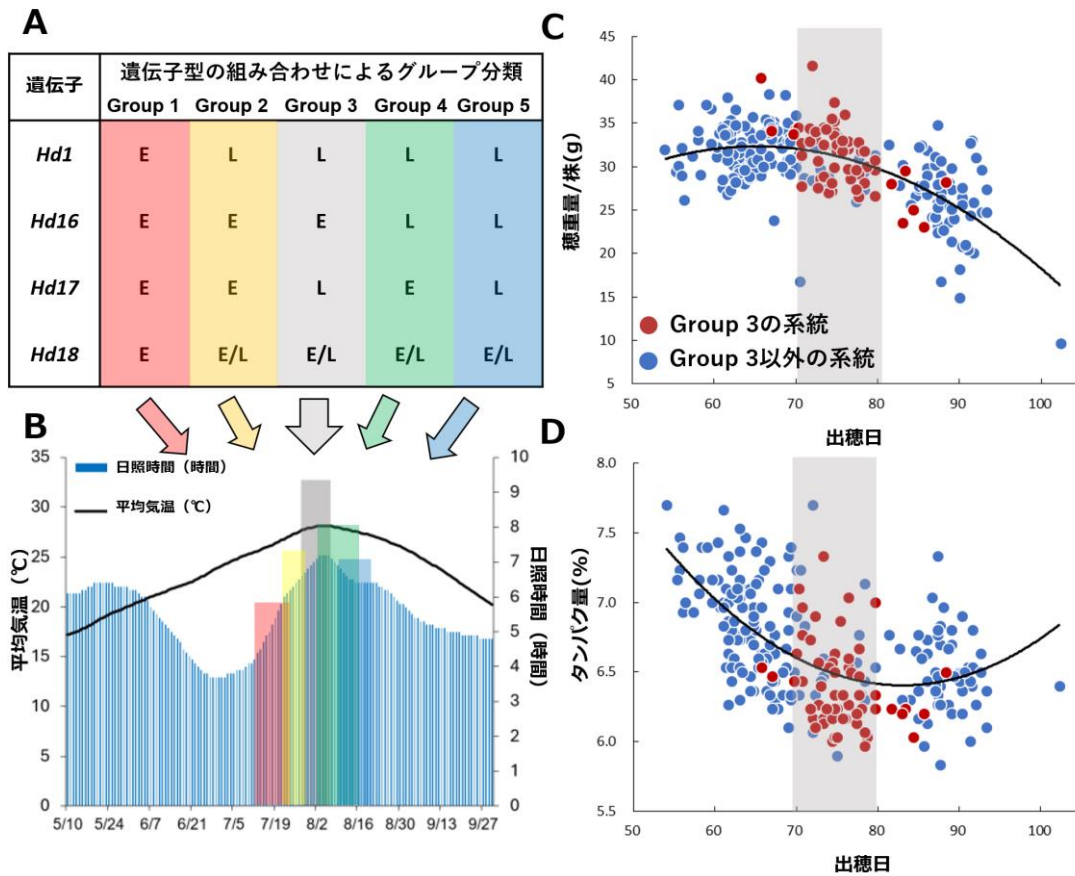 A
遺伝子
遺伝子型の組み合わせによるグループ分類
Group 1 Group 2 Group 3 Group 4 Group 5
Hd1 E L L L L
Hd16 E E E L L
Hd17 E E L E L
Hd18 E E/L E/L E/L E/L
B
日照時間（時間）
平均気温（℃）
平均気温（℃）
35
30
25
20
15
10
5
0
日照時間（時間）
10
9
8
7
6
5
4
3
2
1
0
5/10 5/24 6/7 6/21 7/5 7/19 8/2 8/16 8/30 9/13 9/27
C
穂重量/株(g)
45
40
35
30
25
20
15
10
5
Group 3の系統
Group 3以外の系統
50 60 70 80 90 100
出穂日
D
タンパク量(%)
8.0
7.5
7.0
6.5
6.0
5.5
50 60 70 80 90 100
出穂日